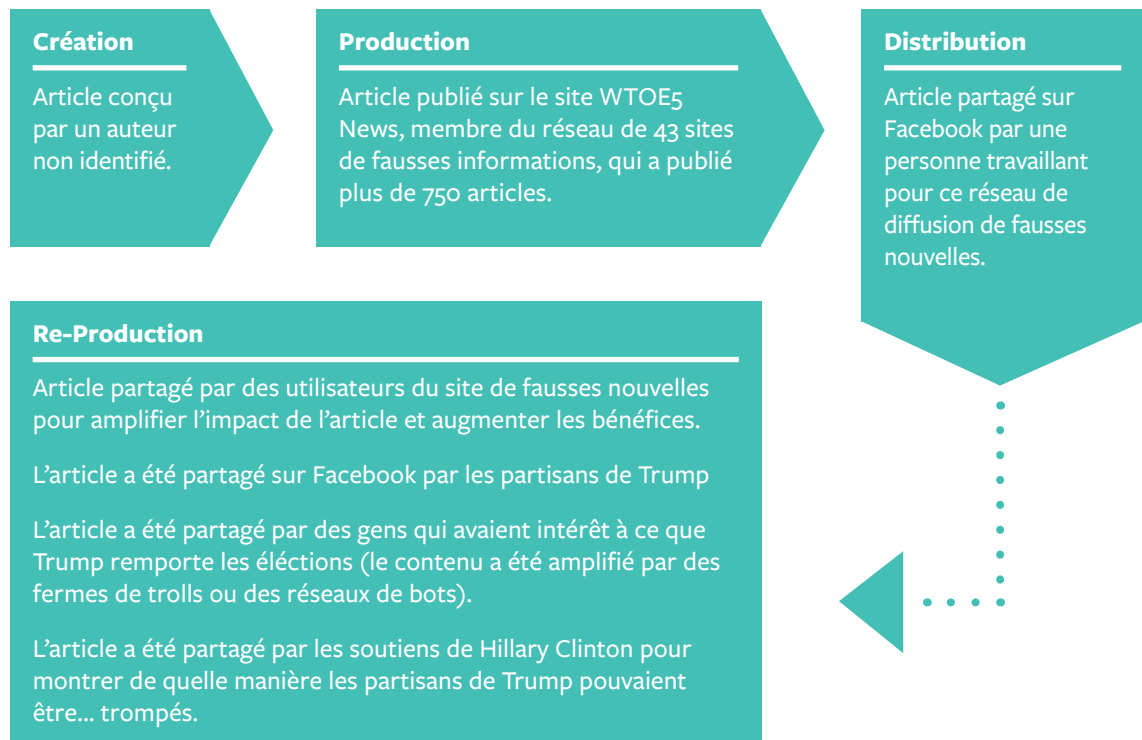 Création
Article conçu
par un auteur
non identifié.
Production
Article publié sur le site WTOE5
News, membre du réseau de 43 sites
de fausses informations, qui a publié
plus de 750 articles.
Distribution
Article partagé sur
Facebook par une
personne travaillant
pour ce réseau de
diffusion de fausses
nouvelles.
Re-Production
Article partagé par des utilisateurs du site de fausses nouvelles
pour amplifier l’impact de l’article et augmenter les bénéfices.
L’article a été partagé sur Facebook par les partisans de Trump
L’article a été partagé par des gens qui avaient intérêt à ce que
Trump remporte les éléctions (le contenu a été amplifié par des
fermes de trolls ou des réseaux de bots).
L’article a été partagé par les soutiens de Hillary Clinton pour
montrer de quelle manière les partisans de Trump pouvaient
être... trompés.